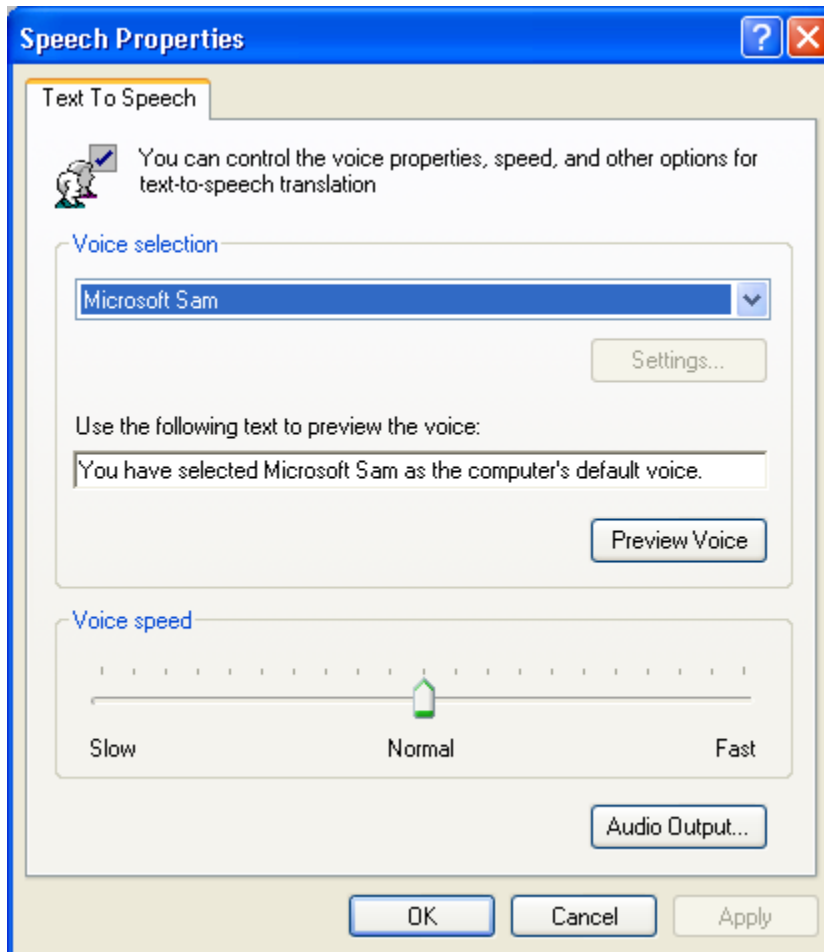 Speech Properties
Text To Speech
You can control the voice properties, speed, and other options for
text-to-speech translation
Voice selection
Microsoft Sam
Settings...
Use the following text to preview the voice:
You have selected Microsoft Sam as the computer's default voice.
Preview Voice
Voice speed
Slow Normal Fast
Audio Output...
OK Cancel Apply